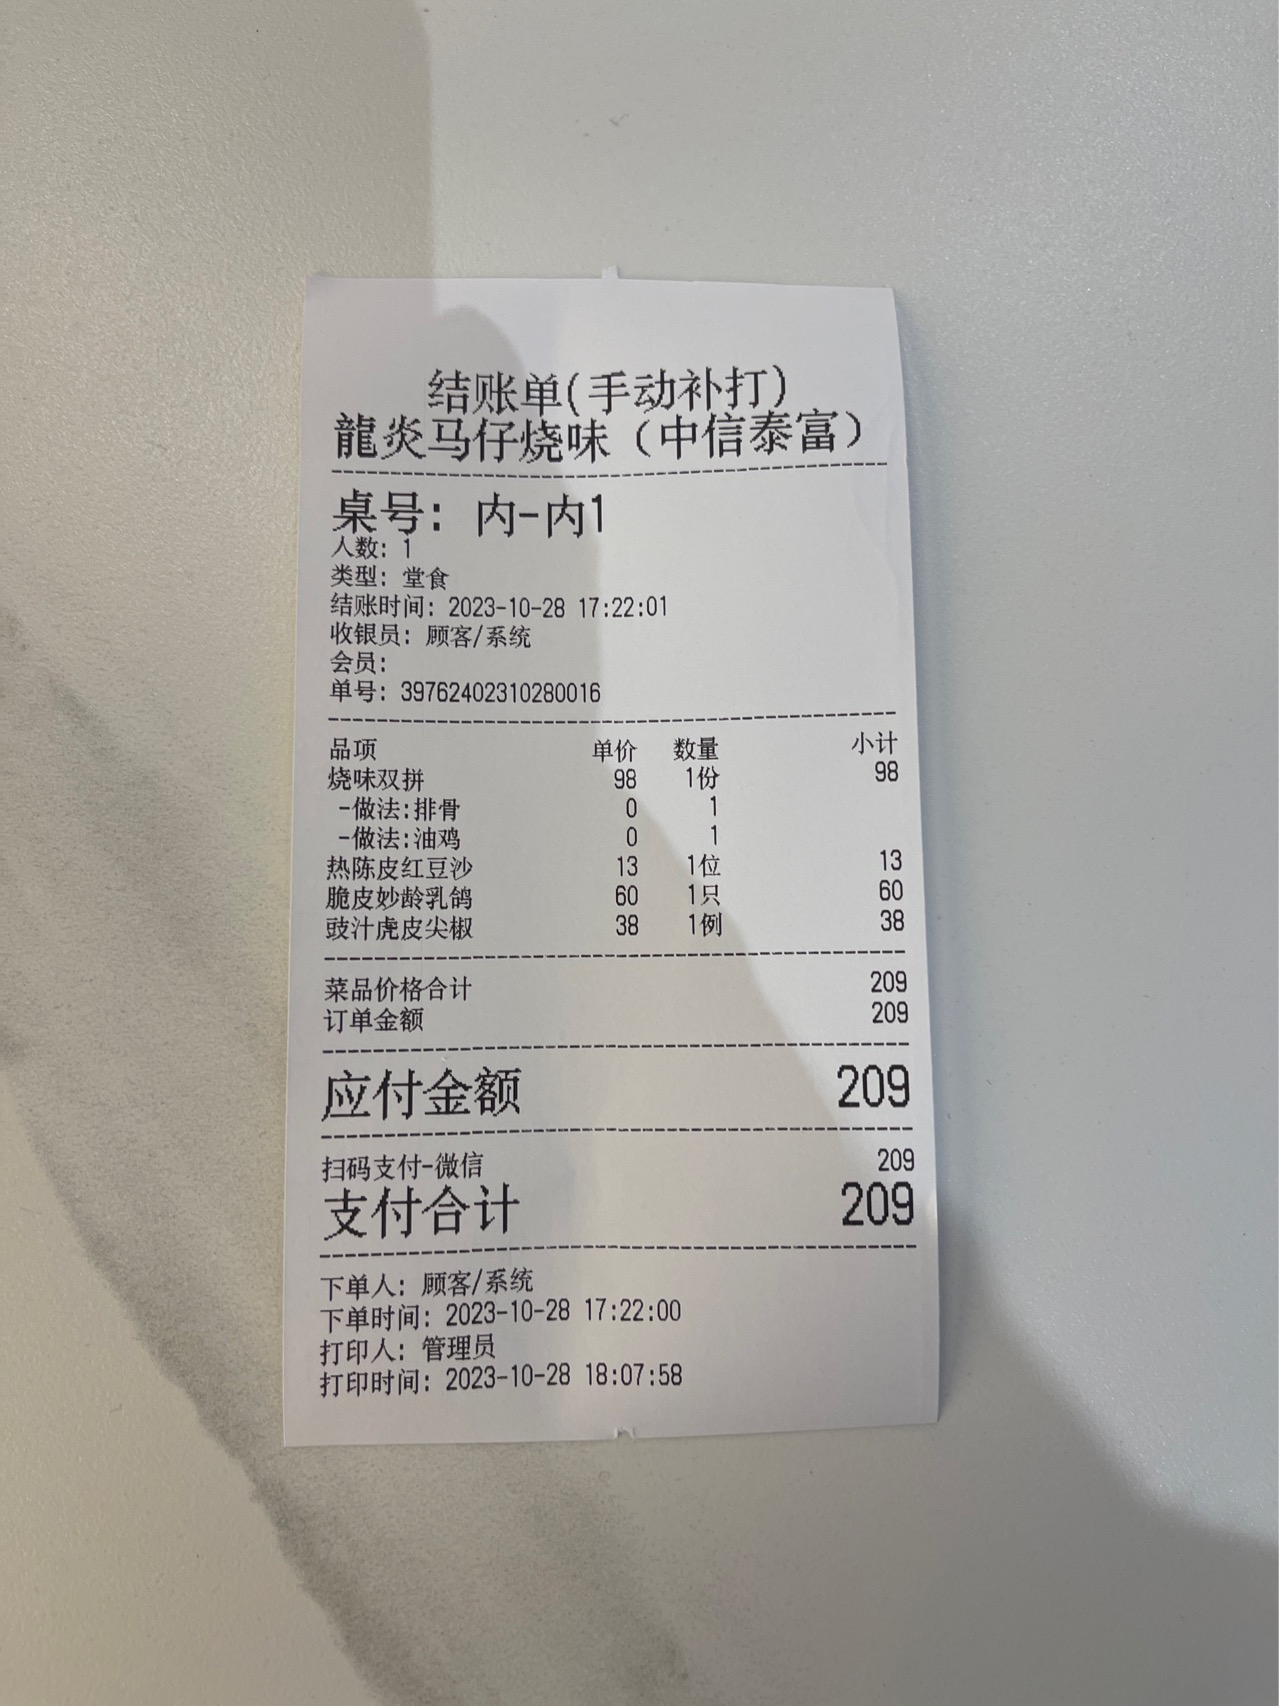 结账单(手动补打)
龍炎马仔烧味（中信泰富）
桌号: 内-内1
人数: 1
类型: 堂食
结账时间: 2023-10-28 17:22:01
收银员: 顾客/系统
会员:
单号: 39762402310280016
品项 单价 数量 小计
烧味双拼 98 1份 98
-做法:排骨 0 1
-做法:油鸡 0 1
热陈皮红豆沙 13 1位 13
脆皮妙龄乳鸽 60 1只 60
豉汁虎皮尖椒 38 1例 38
菜品价格合计 209
订单金额 209
应付金额 209
扫码支付-微信 209
支付合计 209
下单人: 顾客/系统
下单时间: 2023-10-28 17:22:00
打印人: 管理员
打印时间: 2023-10-28 18:07:58